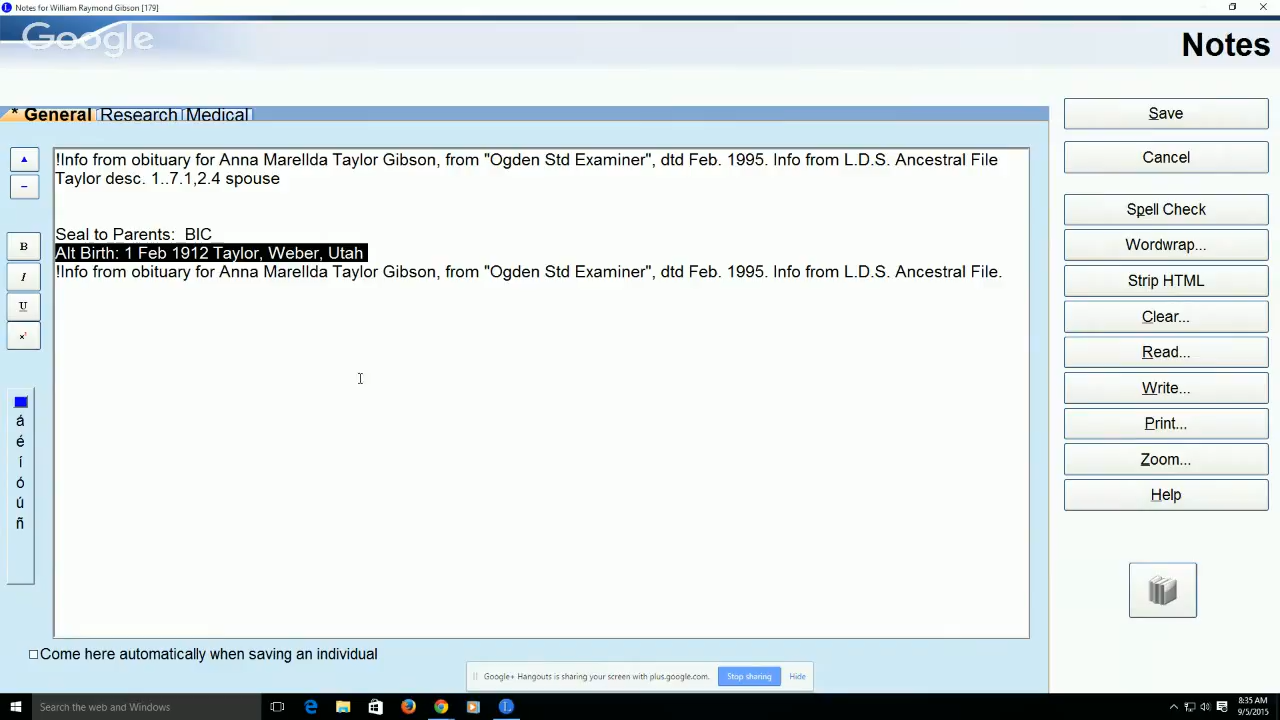 Notes for William Raymond Gibson [179]
Google
Notes
* General Research Medical
!Info from obituary for Anna Marellda Taylor Gibson, from "Ogden Std Examiner", dtd Feb. 1995. Info from L.D.S. Ancestral File
Taylor desc. 1..7.1,2.4 spouse
Seal to Parents:  BIC
Alt Birth: 1 Feb 1912 Taylor, Weber, Utah
!Info from obituary for Anna Marellda Taylor Gibson, from "Ogden Std Examiner", dtd Feb. 1995. Info from L.D.S. Ancestral File.
B
I
U
x²
á
é
í
ó
ú
ñ
Save
Cancel
Spell Check
Wordwrap...
Strip HTML
Clear...
Read...
Write...
Print...
Zoom...
Help
Come here automatically when saving an individual
Google+ Hangouts is sharing your screen with plus.google.com. Stop sharing Hide
Search the web and Windows
8:35 AM
9/5/2015